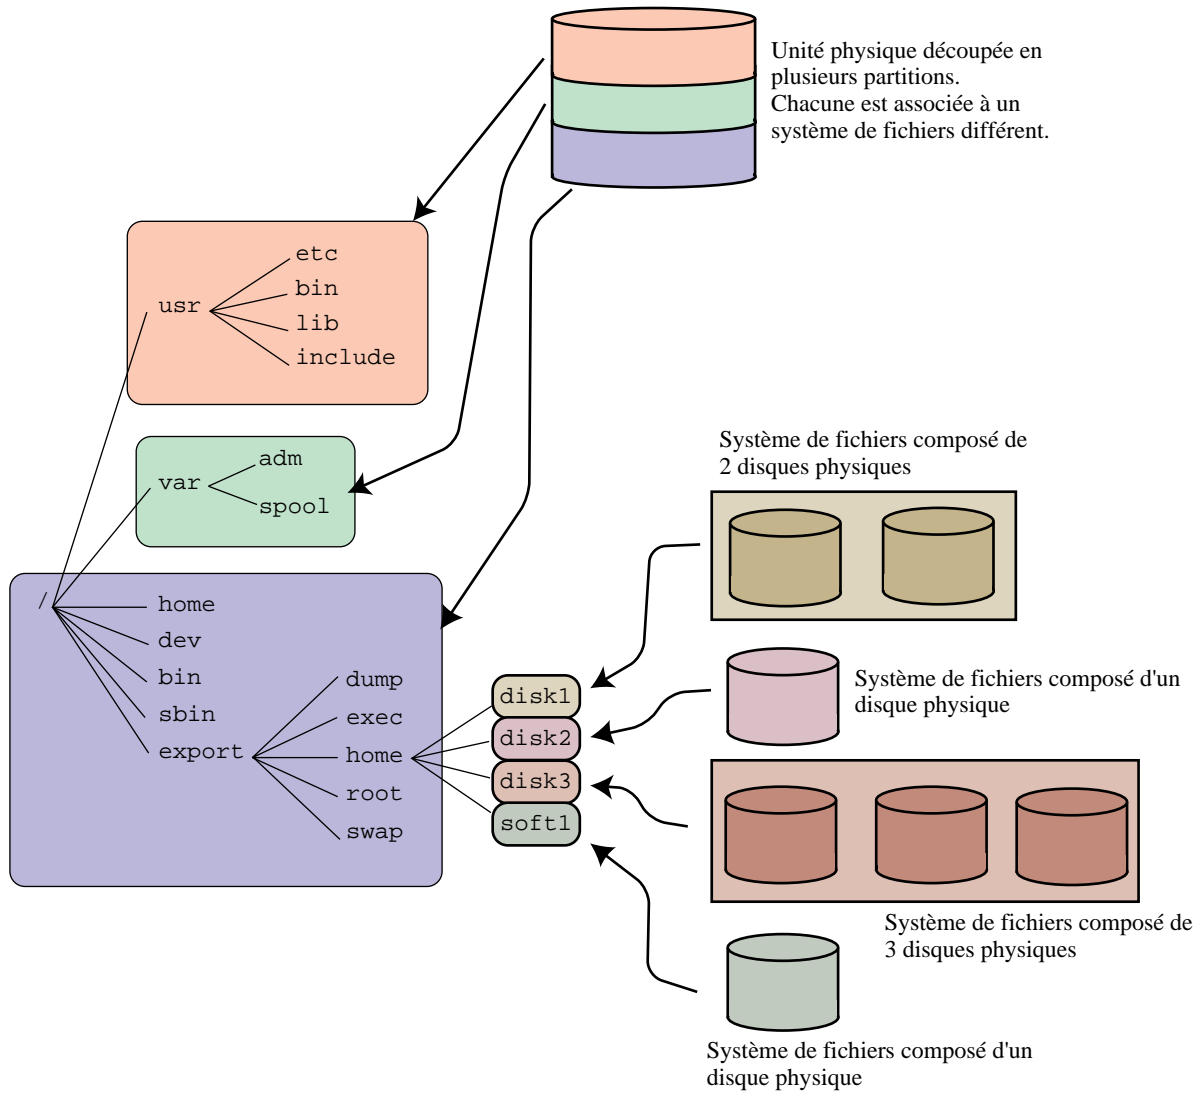 Unité physique découpée en
plusieurs partitions.
Chacune est associée à un
système de fichiers différent.
etc
bin
usr
lib
include
adm
var
spool
/
home
dev
bin
sbin
export
dump
exec
home
root
swap
disk1
disk2
disk3
soft1
Système de fichiers composé de
2 disques physiques
Système de fichiers composé d'un
disque physique
Système de fichiers composé de
3 disques physiques
Système de fichiers composé d'un
disque physique